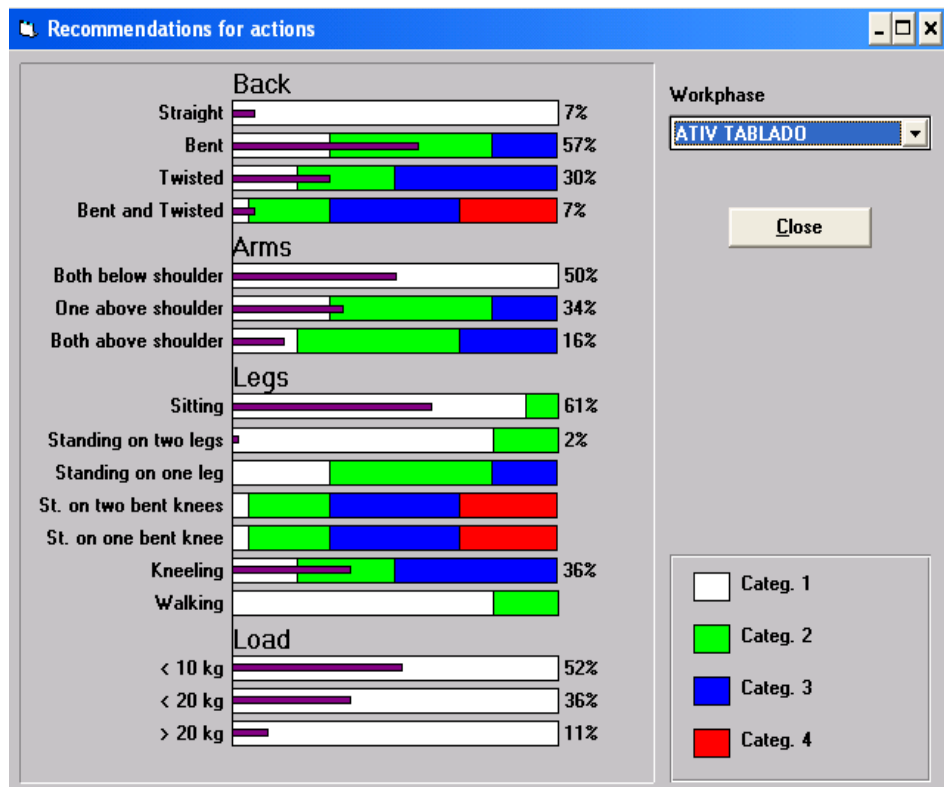 Recommendations for actions
Back
Straight 7%
Bent 57%
Twisted 30%
Bent and Twisted 7%
Arms
Both below shoulder 50%
One above shoulder 34%
Both above shoulder 16%
Legs
Sitting 61%
Standing on two legs 2%
Standing on one leg
St. on two bent knees
St. on one bent knee
Kneeling 36%
Walking
Load
< 10 kg 52%
< 20 kg 36%
> 20 kg 11%
Workphase
ATIV TABLADO
Close
Categ. 1
Categ. 2
Categ. 3
Categ. 4